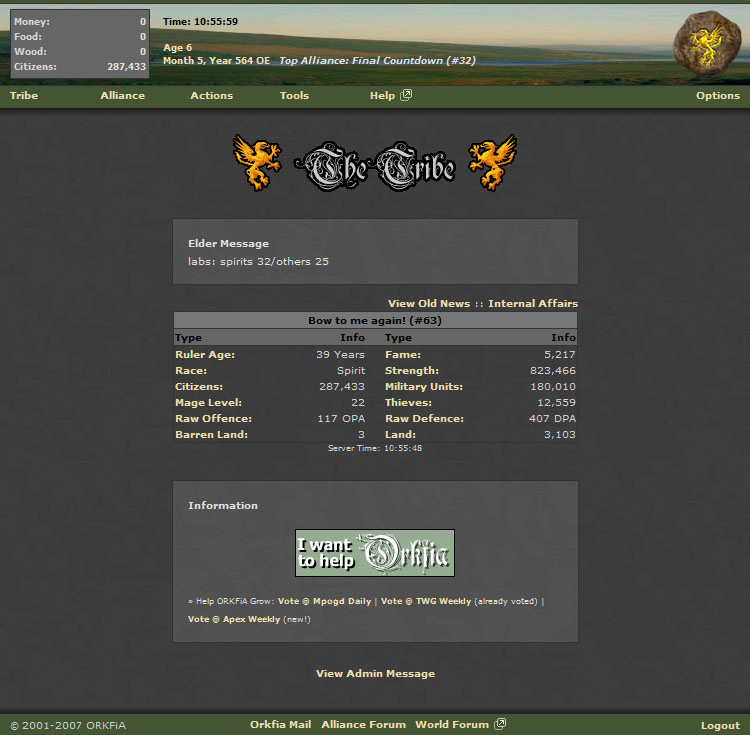 Money: 0
Food: 0
Wood: 0
Citizens: 287,433
Time: 10:55:59
Age 6
Month 5, Year 564 OE Top Alliance: Final Countdown (#32)
Tribe Alliance Actions Tools Help Options
The Tribe
Elder Message
labs: spirits 32/others 25
View Old News :: Internal Affairs
Bow to me again! (#63)
Type Info Type Info
Ruler Age: 39 Years Fame: 5,217
Race: Spirit Strength: 823,466
Citizens: 287,433 Military Units: 180,010
Mage Level: 22 Thieves: 12,559
Raw Offence: 117 OPA Raw Defence: 407 DPA
Barren Land: 3 Land: 3,103
Server Time: 10:55:48
Information
I want
to help Orkfia
» Help ORKFiA Grow: Vote @ Mpogd Daily | Vote @ TWG Weekly (already voted) |
Vote @ Apex Weekly (new!)
View Admin Message
© 2001-2007 ORKFiA Orkfia Mail Alliance Forum World Forum Logout